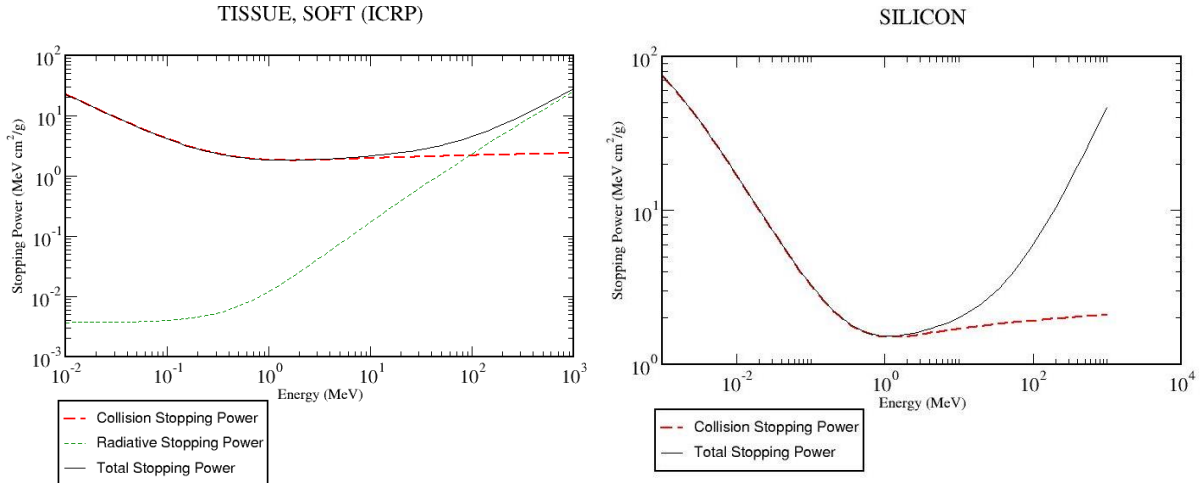 TISSUE, SOFT (ICRP)
10^2
10^1
10^0
10^-1
10^-2
10^-3
Stopping Power (MeV cm^2/g)
10^-2 10^-1 10^0 10^1 10^2 10^3
Energy (MeV)
Collision Stopping Power
Radiative Stopping Power
Total Stopping Power
SILICON
10^2
10^1
10^0
Stopping Power (MeV cm^2/g)
10^-2 10^0 10^2 10^4
Energy (MeV)
Collision Stopping Power
Total Stopping Power